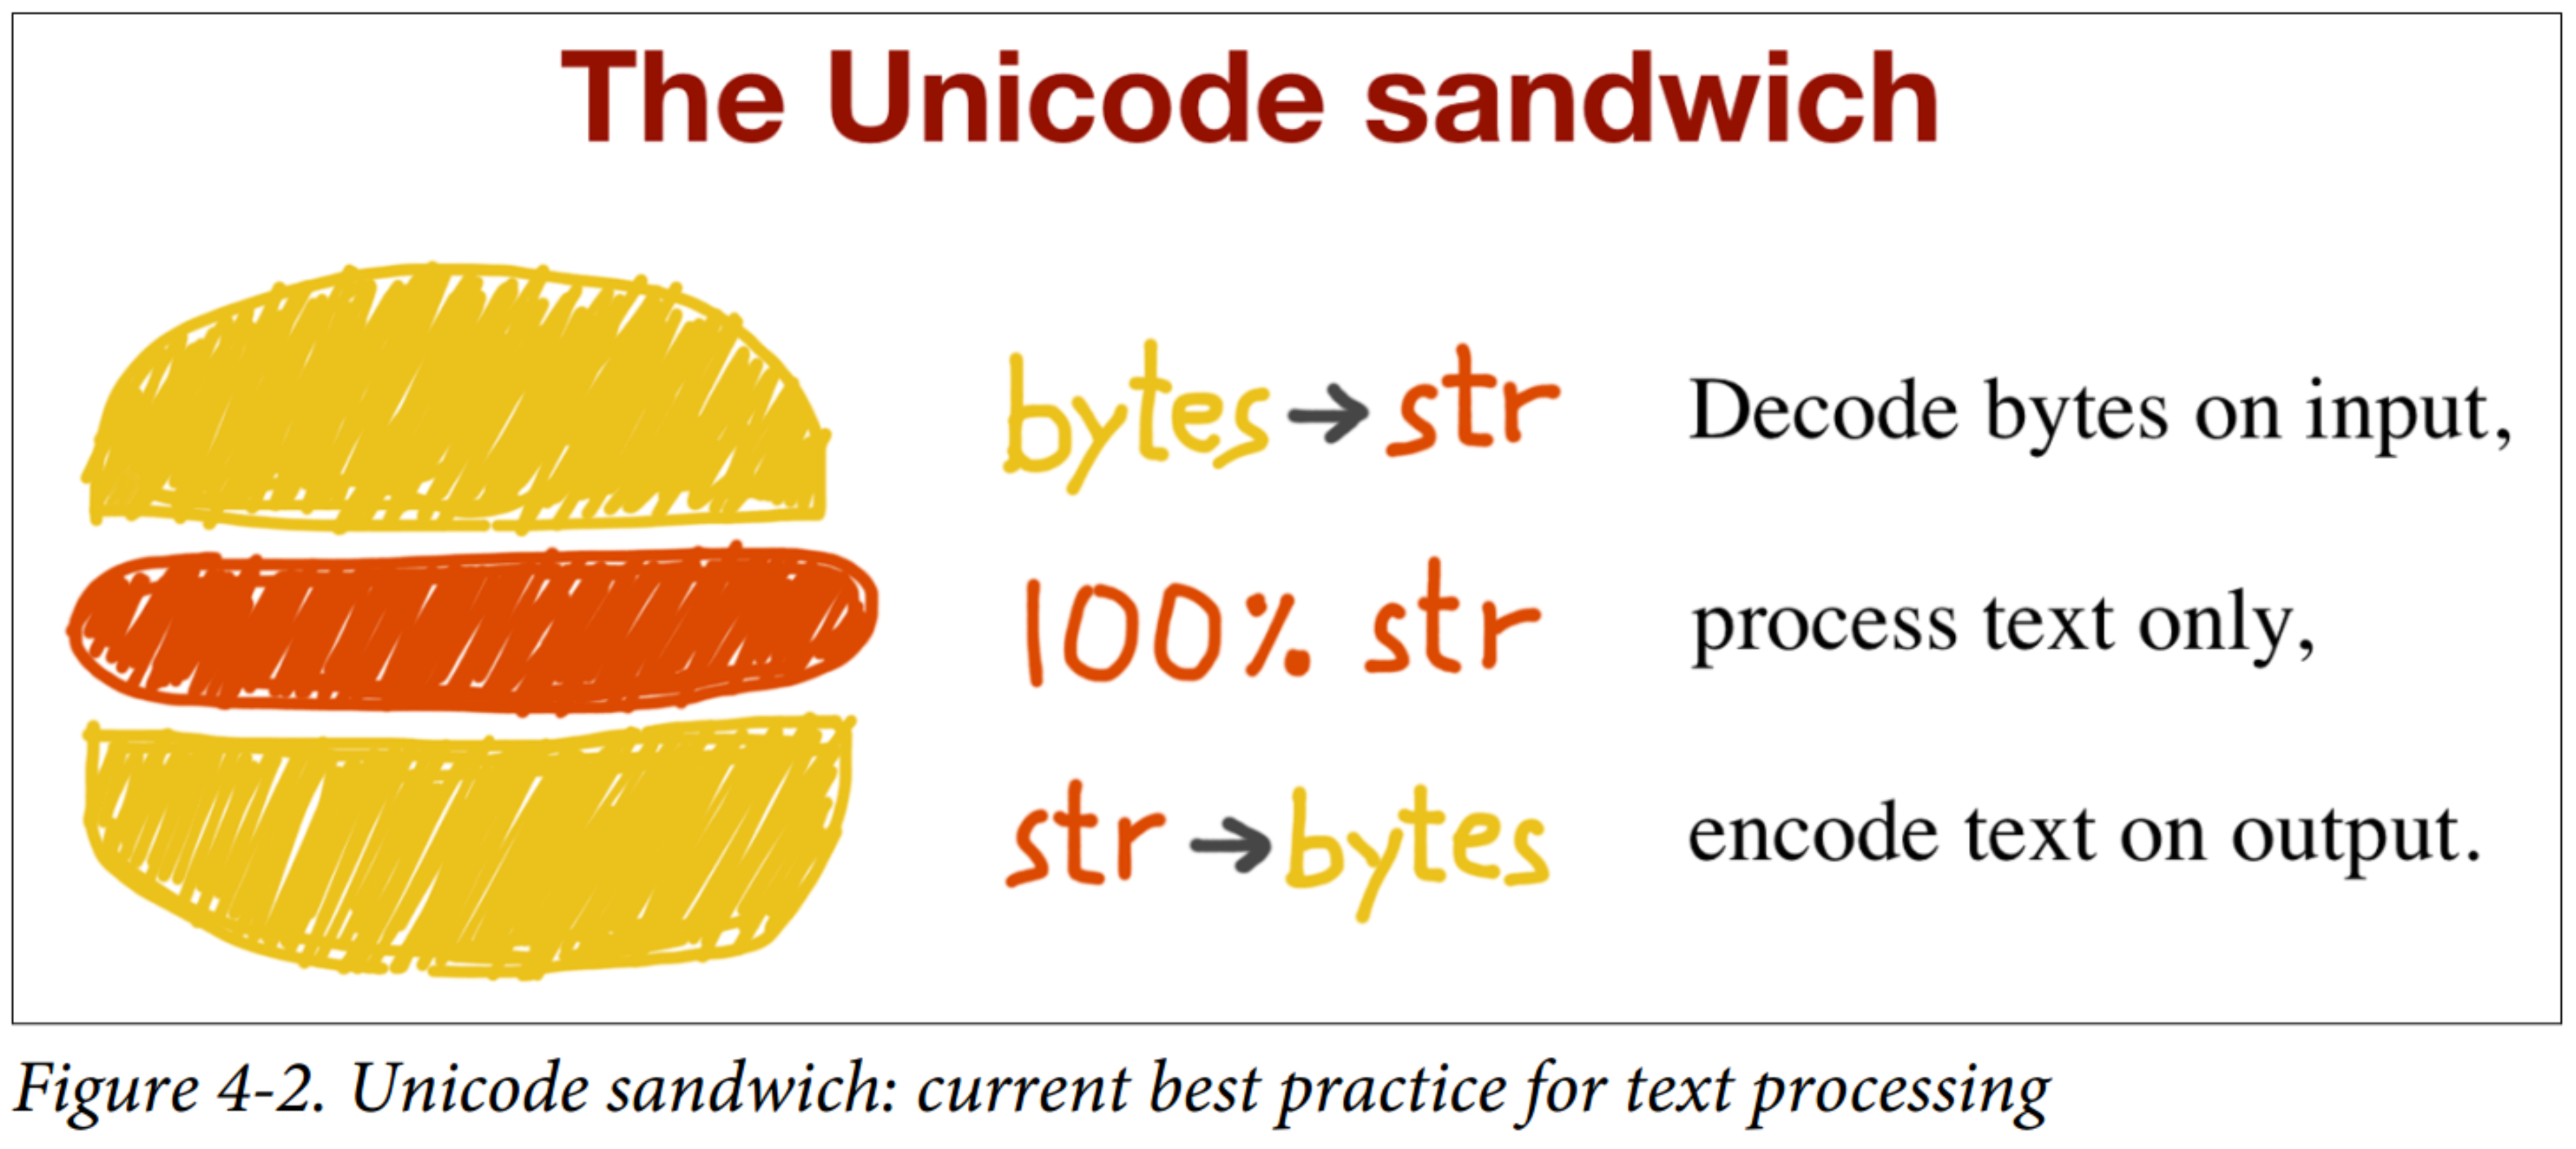 The Unicode sandwich
bytes → str Decode bytes on input,
100% str process text only,
str → bytes encode text on output.
Figure 4-2. Unicode sandwich: current best practice for text processing